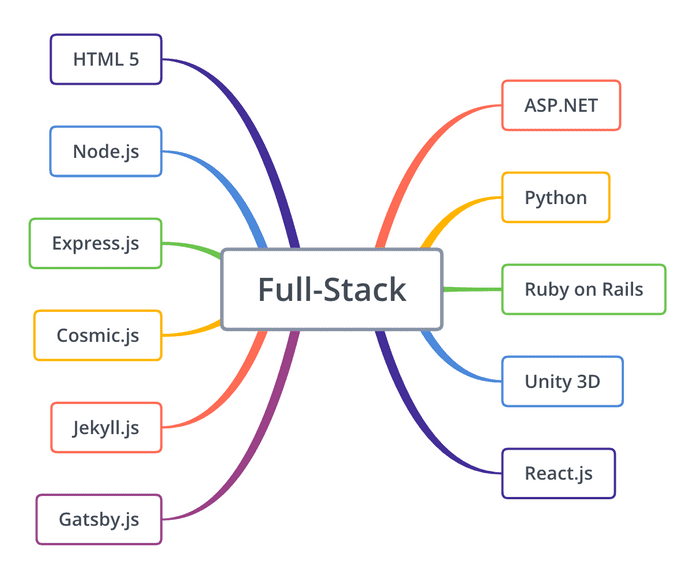 HTML 5
Node.js
Express.js
Cosmic.js
Jekyll.js
Gatsby.js
Full-Stack
ASP.NET
Python
Ruby on Rails
Unity 3D
React.js